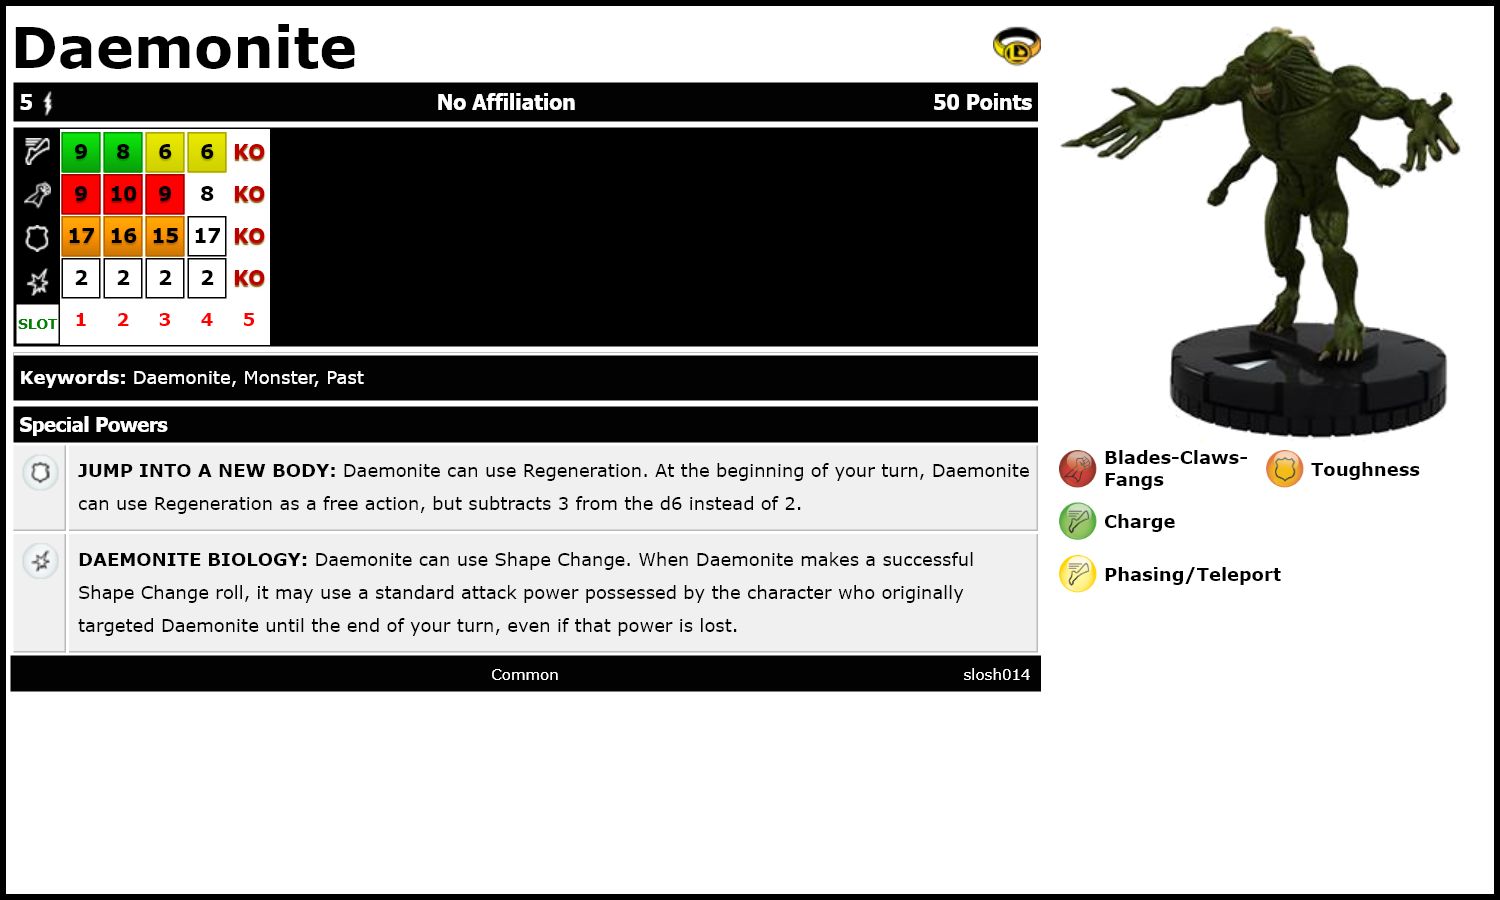 Daemonite
5 No Affiliation 50 Points
9 8 6 6 KO
9 10 9 8 KO
17 16 15 17 KO
2 2 2 2 KO
SLOT 1 2 3 4 5
Keywords: Daemonite, Monster, Past
Special Powers
JUMP INTO A NEW BODY: Daemonite can use Regeneration. At the beginning of your turn, Daemonite
can use Regeneration as a free action, but subtracts 3 from the d6 instead of 2.
DAEMONITE BIOLOGY: Daemonite can use Shape Change. When Daemonite makes a successful
Shape Change roll, it may use a standard attack power possessed by the character who originally
targeted Daemonite until the end of your turn, even if that power is lost.
Common slosh014
Blades-Claws-
Fangs
Toughness
Charge
Phasing/Teleport